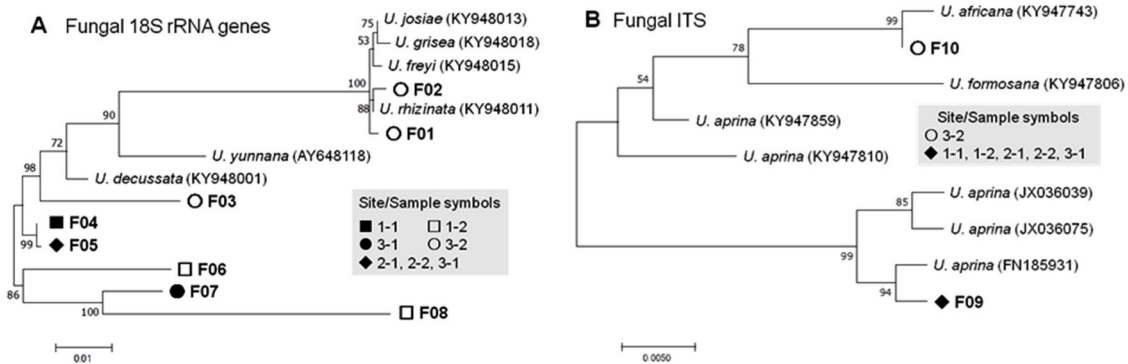 A Fungal 18S rRNA genes
75
U. josiae (KY948013)
53
U. grisea (KY948018)
U. freyi (KY948015)
100
F02
88
U. rhizinata (KY948011)
F01
90
U. yunnana (AY648118)
72
U. decussata (KY948001)
98
F03
F04
99
F05
F06
86
F07
100
F08
0.01
Site/Sample symbols
1-1 1-2
3-1 3-2
2-1, 2-2, 3-1
B Fungal ITS
99
U. africana (KY947743)
F10
78
U. formosana (KY947806)
54
U. aprina (KY947859)
U. aprina (KY947810)
Site/Sample symbols
3-2
1-1, 1-2, 2-1, 2-2, 3-1
85
U. aprina (JX036039)
U. aprina (JX036075)
99
U. aprina (FN185931)
94
F09
0.0050